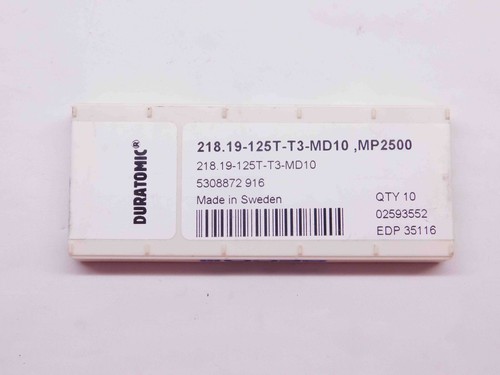 DURATOMIC®
218.19-125T-T3-MD10 ,MP2500
218.19-125T-T3-MD10
5308872 916
Made in Sweden
QTY 10
02593552
EDP 35116